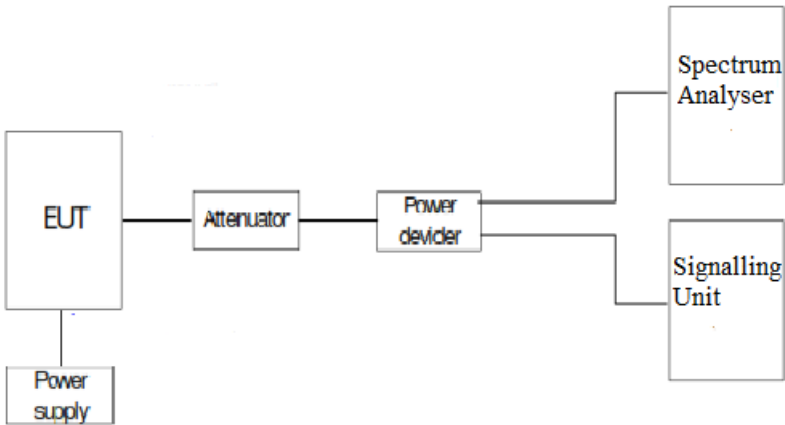 Spectrum
Analyser
EUT
Attenuator
Power
devider
Signalling
Unit
Power
supply